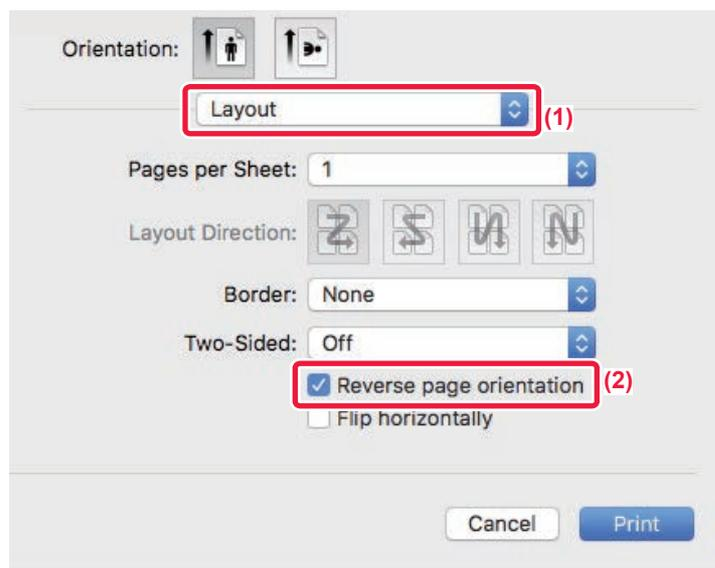 Orientation:
Layout
(1)
Pages per Sheet: 1
Layout Direction:
Border: None
Two-Sided: Off
Reverse page orientation
(2)
Flip horizontally
Cancel Print